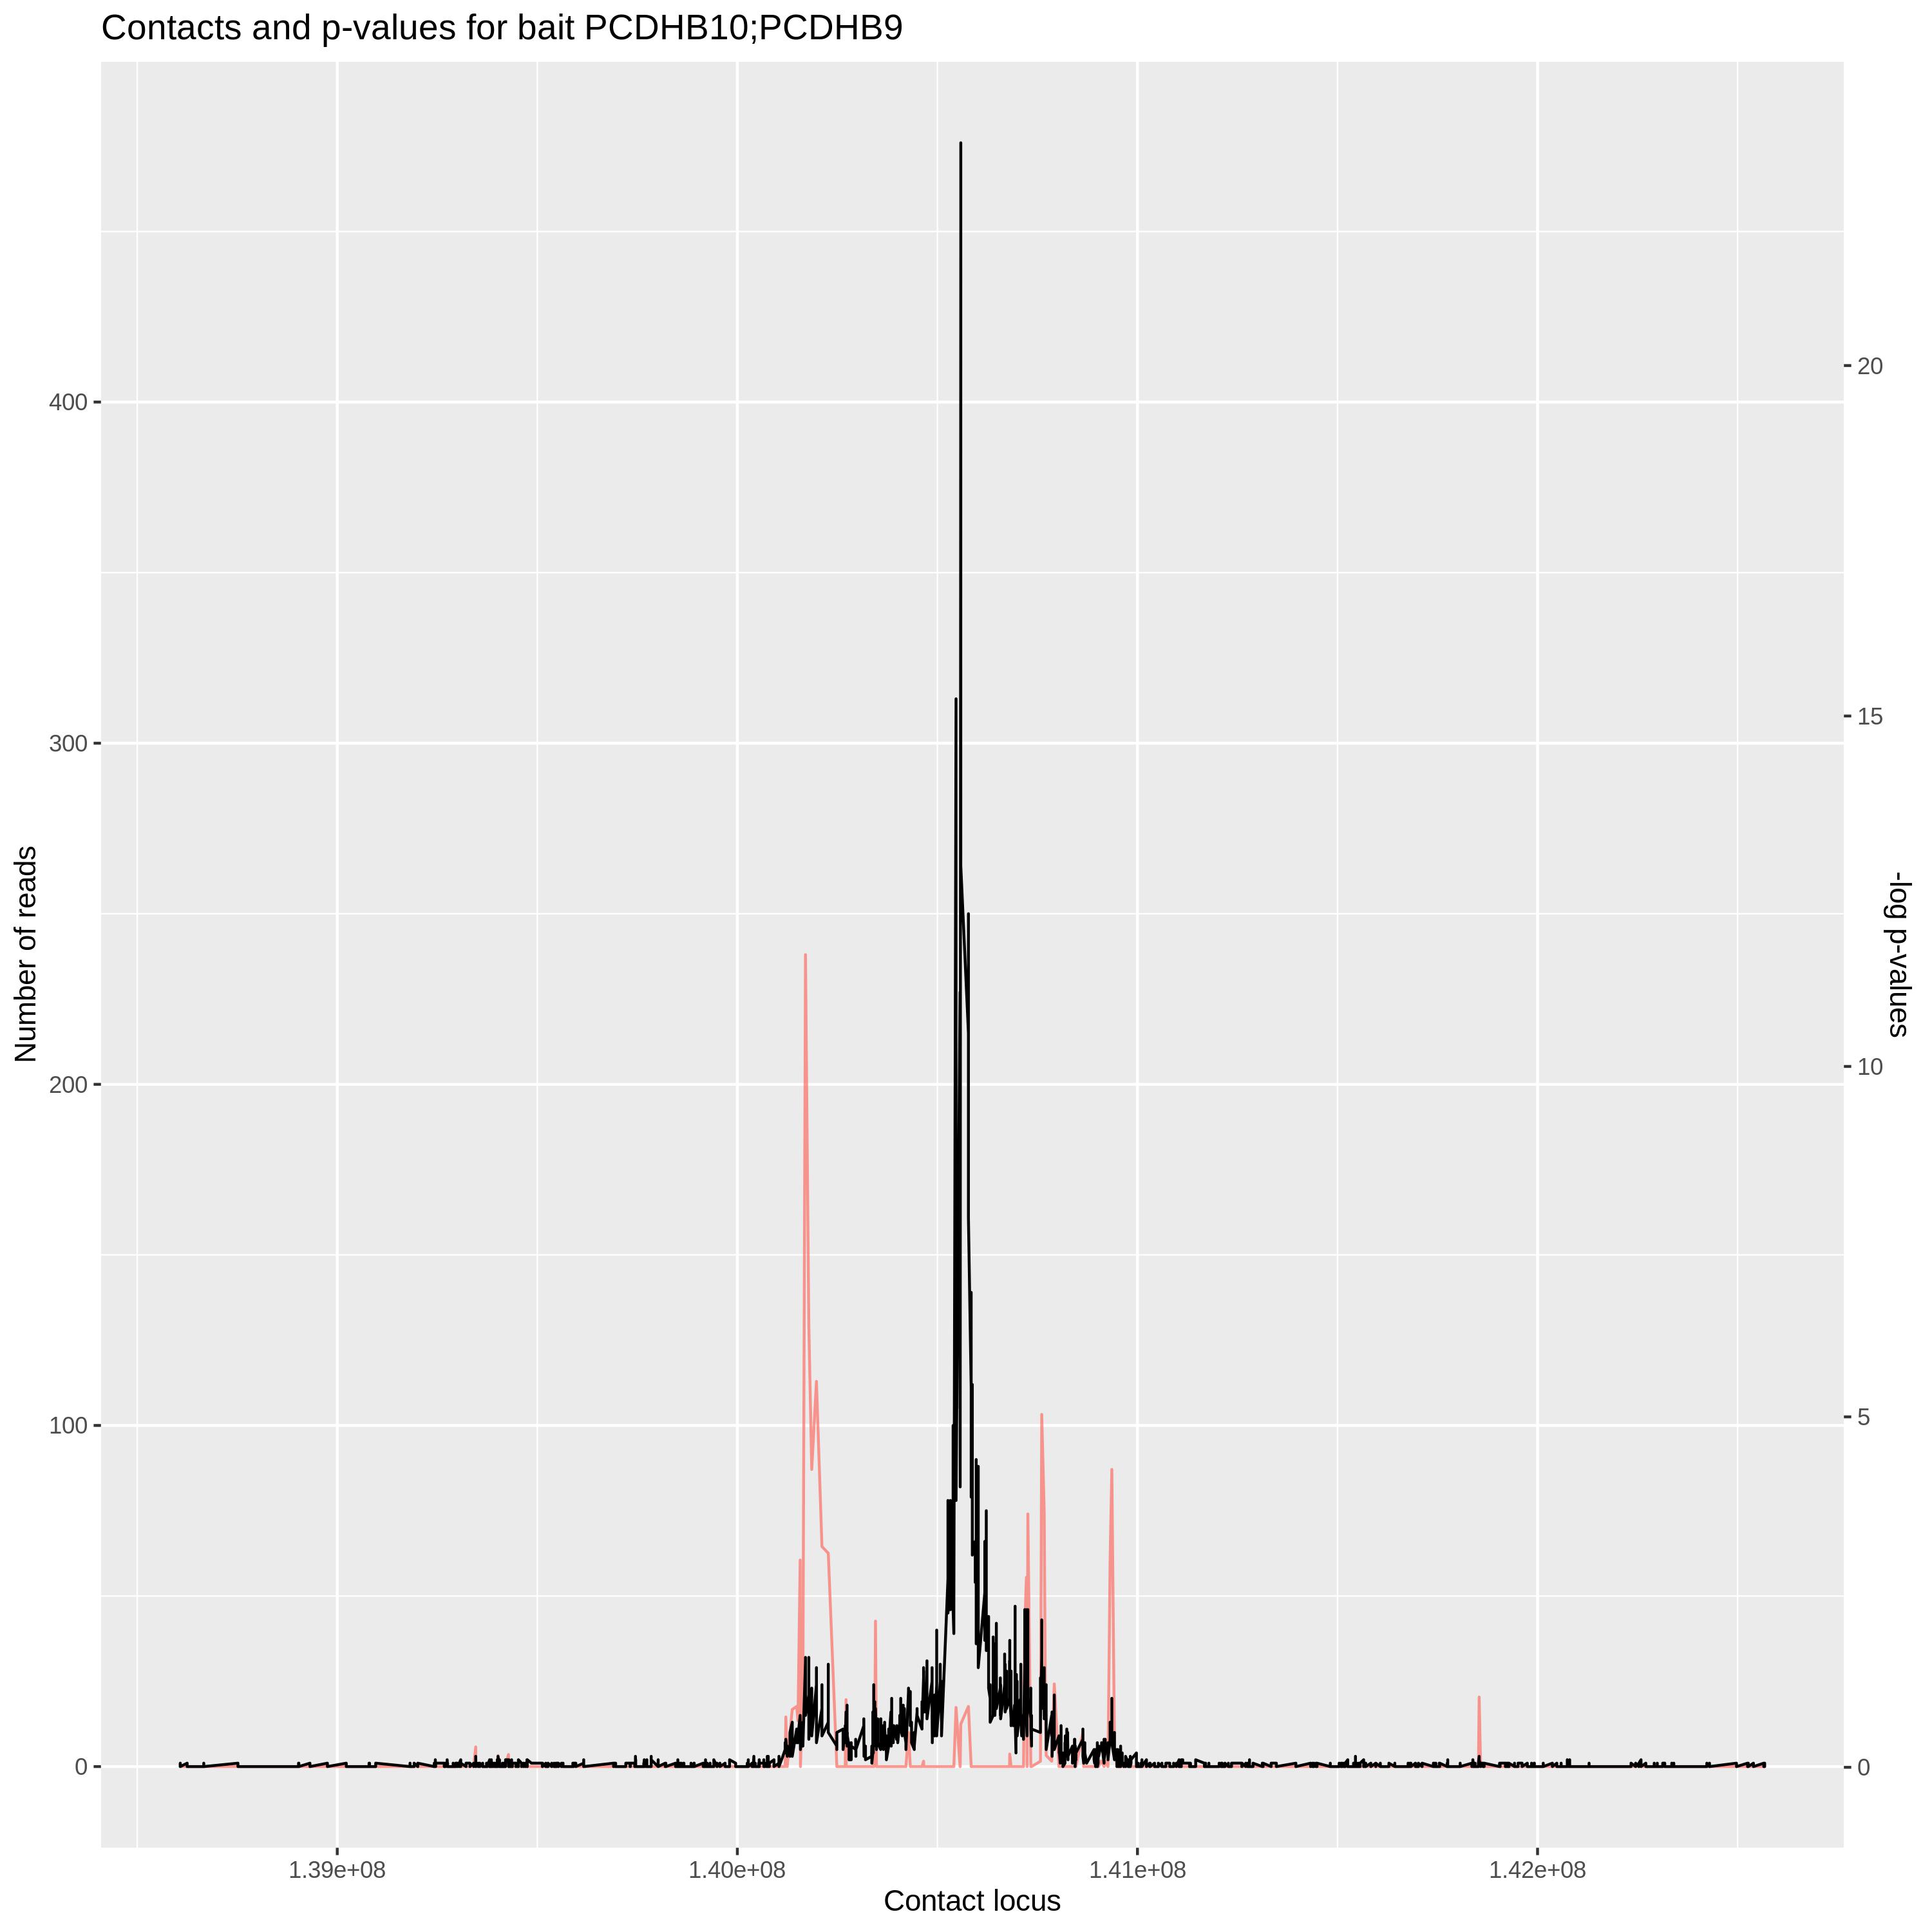 Contacts and p-values for bait PCDHB10;PCDHB9
Number of reads
400
300
200
100
0
20
15
10
5
0
-log p-values
1.39e+08
1.40e+08
1.41e+08
1.42e+08
Contact locus